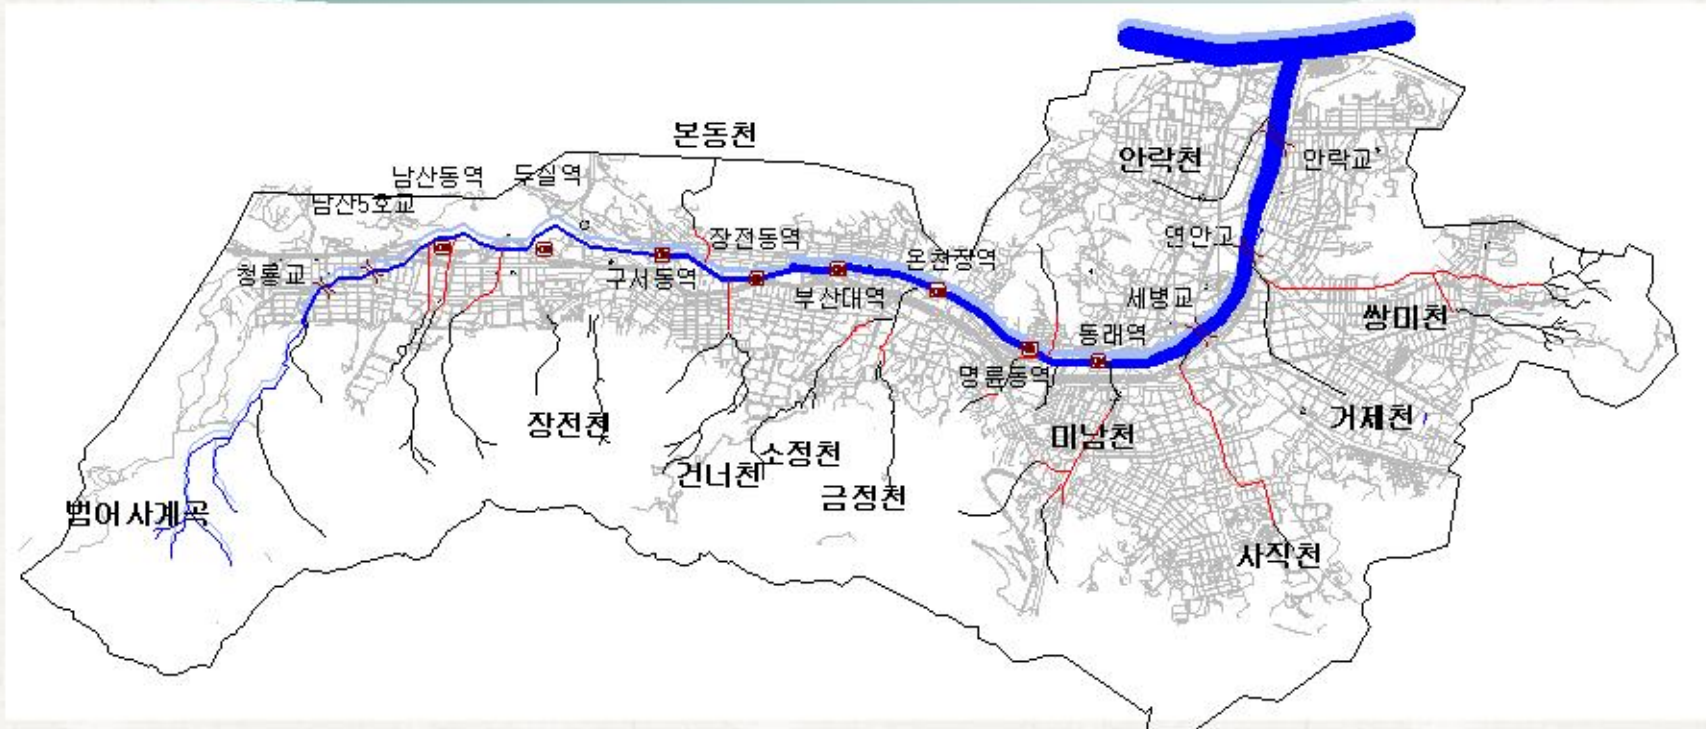 본동천
남산동역
두실역
남산5호교
안락천
안락교
장전동역
연안교
온천장역
청룡교
구서동역
부산대역
세병교
쌍미천
동래역
명륜동역
거제천
장전천
미남천
소정천
건너천
금정천
범어사계곡
사직천